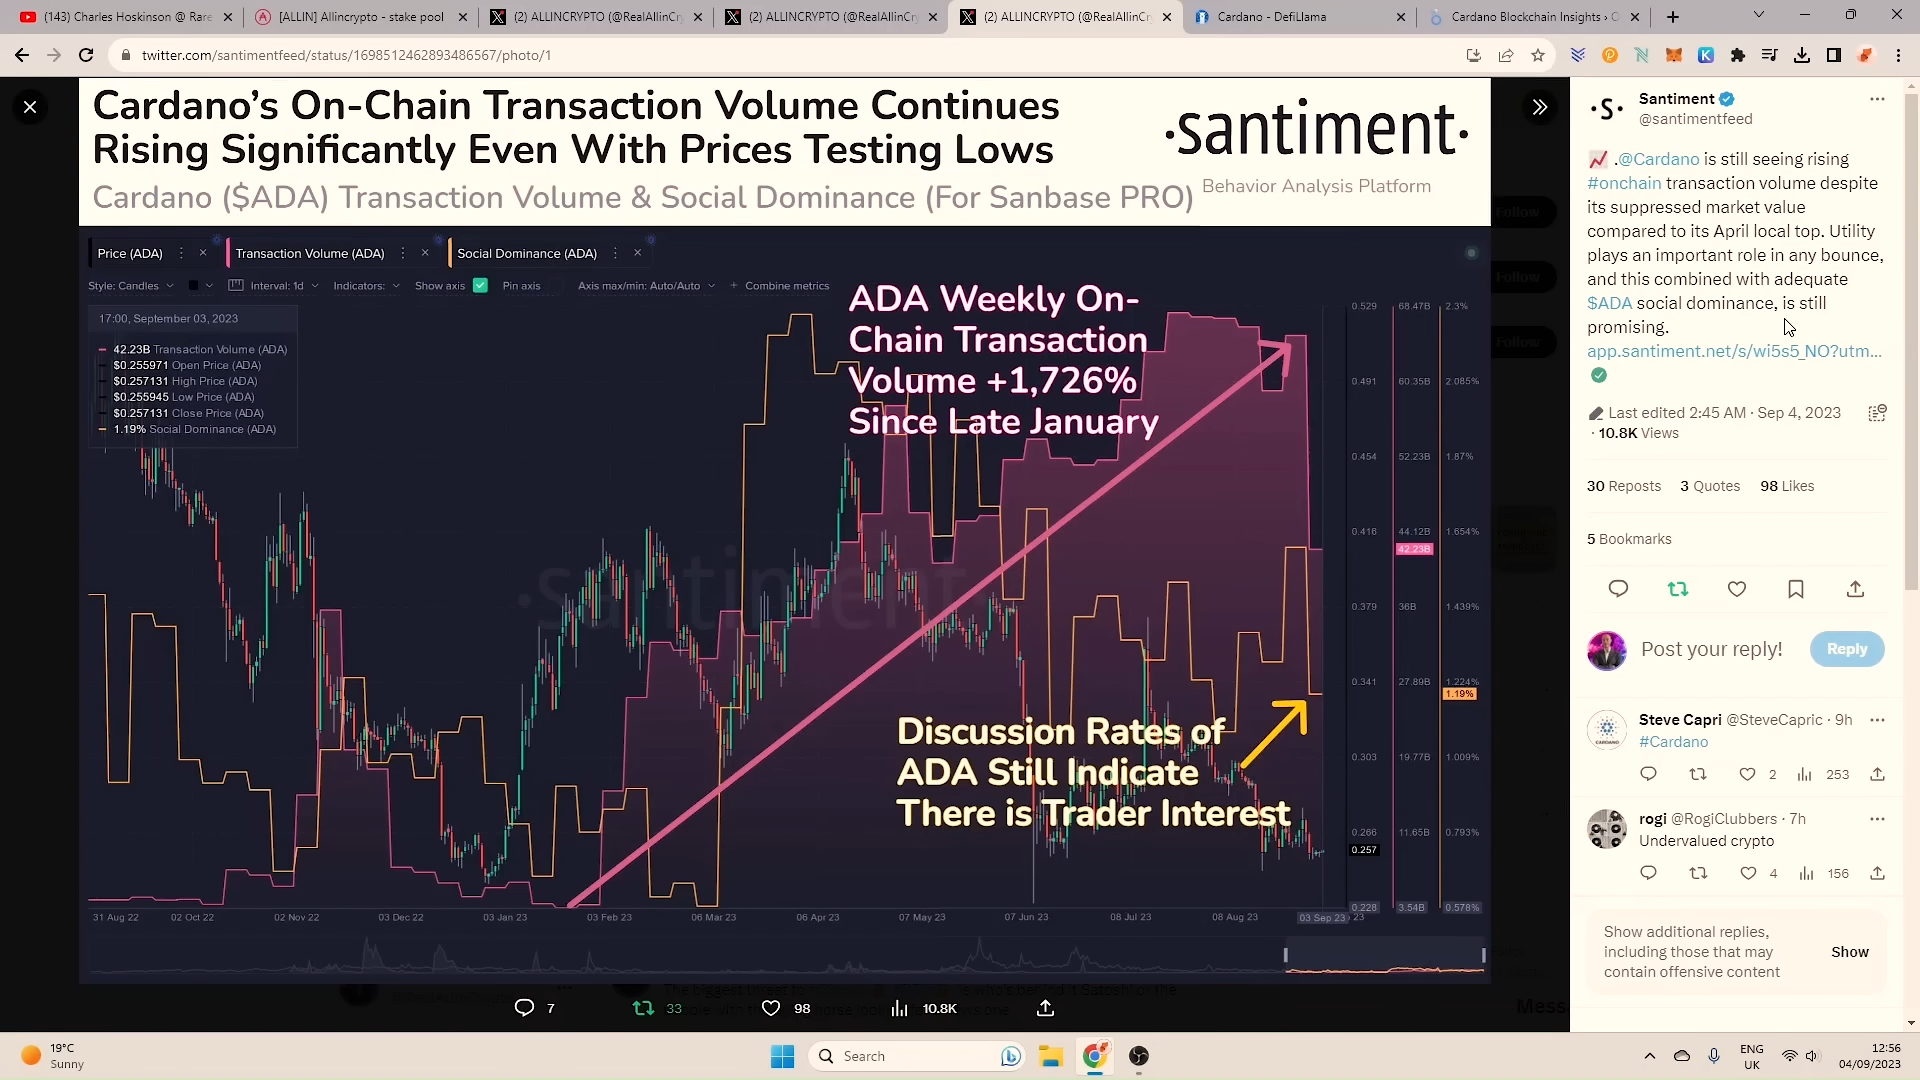 (143) Charles Hoskinson @ Rare
[ALLIN] Allincrypto - stake pool
(2) ALLINCRYPTO (@RealAllinCr
(2) ALLINCRYPTO (@RealAllinCr
(2) ALLINCRYPTO (@RealAllinCr
Cardano - DefiLlama
Cardano Blockchain Insights
twitter.com/santimentfeed/status/1698512462893486567/photo/1
Cardano's On-Chain Transaction Volume Continues
Rising Significantly Even With Prices Testing Lows
Cardano ($ADA) Transaction Volume & Social Dominance (For Sanbase PRO)
·santiment·
Behavior Analysis Platform
Price (ADA)
Transaction Volume (ADA)
Social Dominance (ADA)
Style: Candles
Interval: 1d
Indicators:
Show axis
Pin axis
Axis max/min: Auto/Auto
+ Combine metrics
17:00, September 03, 2023
42.23B Transaction Volume (ADA)
$0.255971 Open Price (ADA)
$0.257131 High Price (ADA)
$0.255945 Low Price (ADA)
$0.257131 Close Price (ADA)
1.19% Social Dominance (ADA)
ADA Weekly On-
Chain Transaction
Volume +1,726%
Since Late January
Discussion Rates of
ADA Still Indicate
There is Trader Interest
·santiment·
0.529 68.47B 2.3%
0.491 60.35B 2.085%
0.454 52.23B 1.87%
0.416 44.12B 1.654%
42.23B
0.379 36B 1.439%
0.341 27.89B 1.224%
1.19%
0.303 19.77B 1.009%
0.266 11.65B 0.793%
0.257
0.228 3.54B 0.578%
31 Aug 22
02 Oct 22
02 Nov 22
03 Dec 22
03 Jan 23
03 Feb 23
06 Mar 23
06 Apr 23
07 May 23
07 Jun 23
08 Jul 23
08 Aug 23
03 Sep 23
23
7
33
98
10.8K
Santiment
@santimentfeed
.@Cardano is still seeing rising
#onchain transaction volume despite
its suppressed market value
compared to its April local top. Utility
plays an important role in any bounce,
and this combined with adequate
$ADA social dominance, is still
promising.
app.santiment.net/s/wi5s5_NO?utm...
Last edited 2:45 AM · Sep 4, 2023
· 10.8K Views
30 Reposts 3 Quotes 98 Likes
5 Bookmarks
Post your reply!
Reply
Steve Capri @SteveCapric · 9h
#Cardano
2
253
rogi @RogiClubbers · 7h
Undervalued crypto
4
156
Show additional replies,
including those that may
contain offensive content
Show
Follow
Follow
Follow
Mess
19°C
Sunny
Search
ENG
UK
12:56
04/09/2023